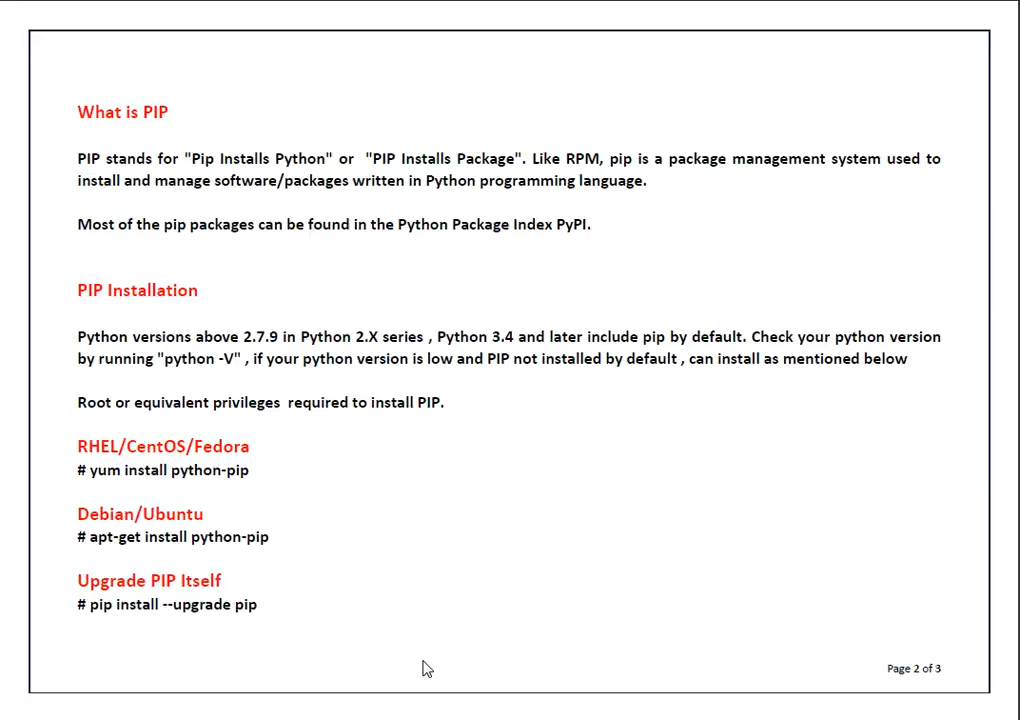 What is PIP
PIP stands for "Pip Installs Python" or  "PIP Installs Package". Like RPM, pip is a package management system used to
install and manage software/packages written in Python programming language.
Most of the pip packages can be found in the Python Package Index PyPI.
PIP Installation
Python versions above 2.7.9 in Python 2.X series , Python 3.4 and later include pip by default. Check your python version
by running "python -V" , if your python version is low and PIP not installed by default , can install as mentioned below
Root or equivalent privileges  required to install PIP.
RHEL/CentOS/Fedora
# yum install python-pip
Debian/Ubuntu
# apt-get install python-pip
Upgrade PIP Itself
# pip install --upgrade pip
Page 2 of 3